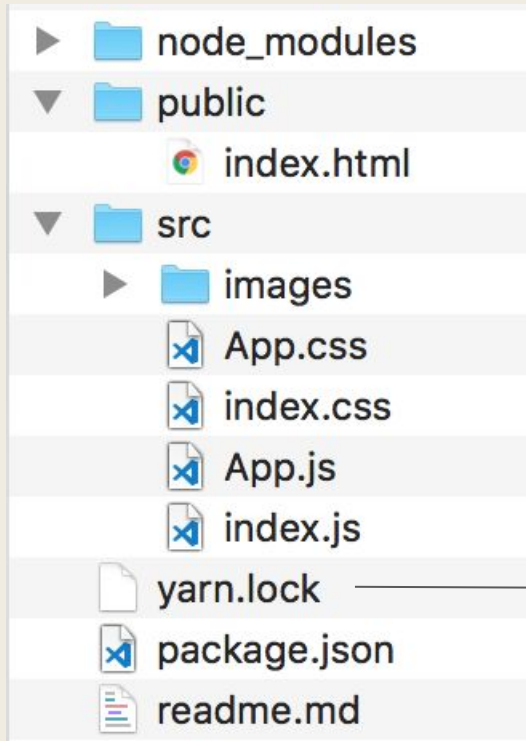 node_modules
public
index.html
src
images
App.css
index.css
App.js
index.js
yarn.lock
package.json
readme.md